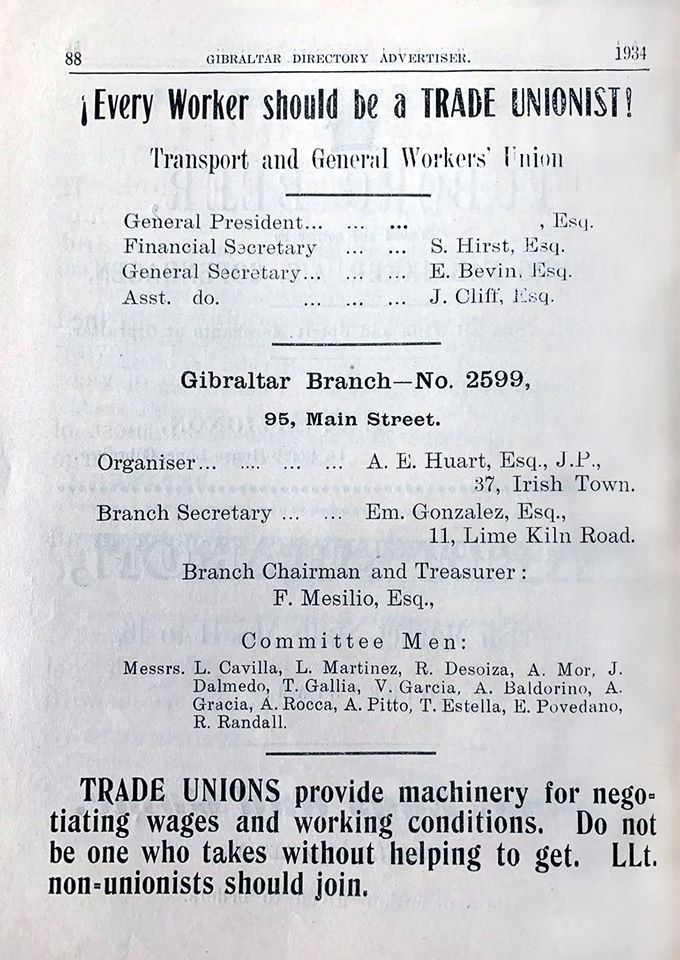 88 GIBRALTAR DIRECTORY ADVERTISER. 1934
¡Every Worker should be a TRADE UNIONIST!
Transport and General Workers' Union
General President... ... ... , Esq.
Financial Secretary ... ... S. Hirst, Esq.
General Secretary... ... ... E. Bevin, Esq.
Asst. do. ... ... ... J. Cliff, Esq.
Gibraltar Branch—No. 2599,
95, Main Street.
Organiser... .... ... ... A. E. Huart, Esq., J.P.,
37, Irish Town.
Branch Secretary ... ... Em. Gonzalez, Esq.,
11, Lime Kiln Road.
Branch Chairman and Treasurer :
F. Mesilio, Esq.,
Committee Men:
Messrs. L. Cavilla, L. Martinez, R. Desoiza, A. Mor, J.
Dalmedo, T. Gallia, V. Garcia, A. Baldorino, A.
Gracia, A. Rocca, A. Pitto, T. Estella, E. Povedano,
R. Randall.
TRADE UNIONS provide machinery for nego-
tiating wages and working conditions. Do not
be one who takes without helping to get. LLt.
non-unionists should join.